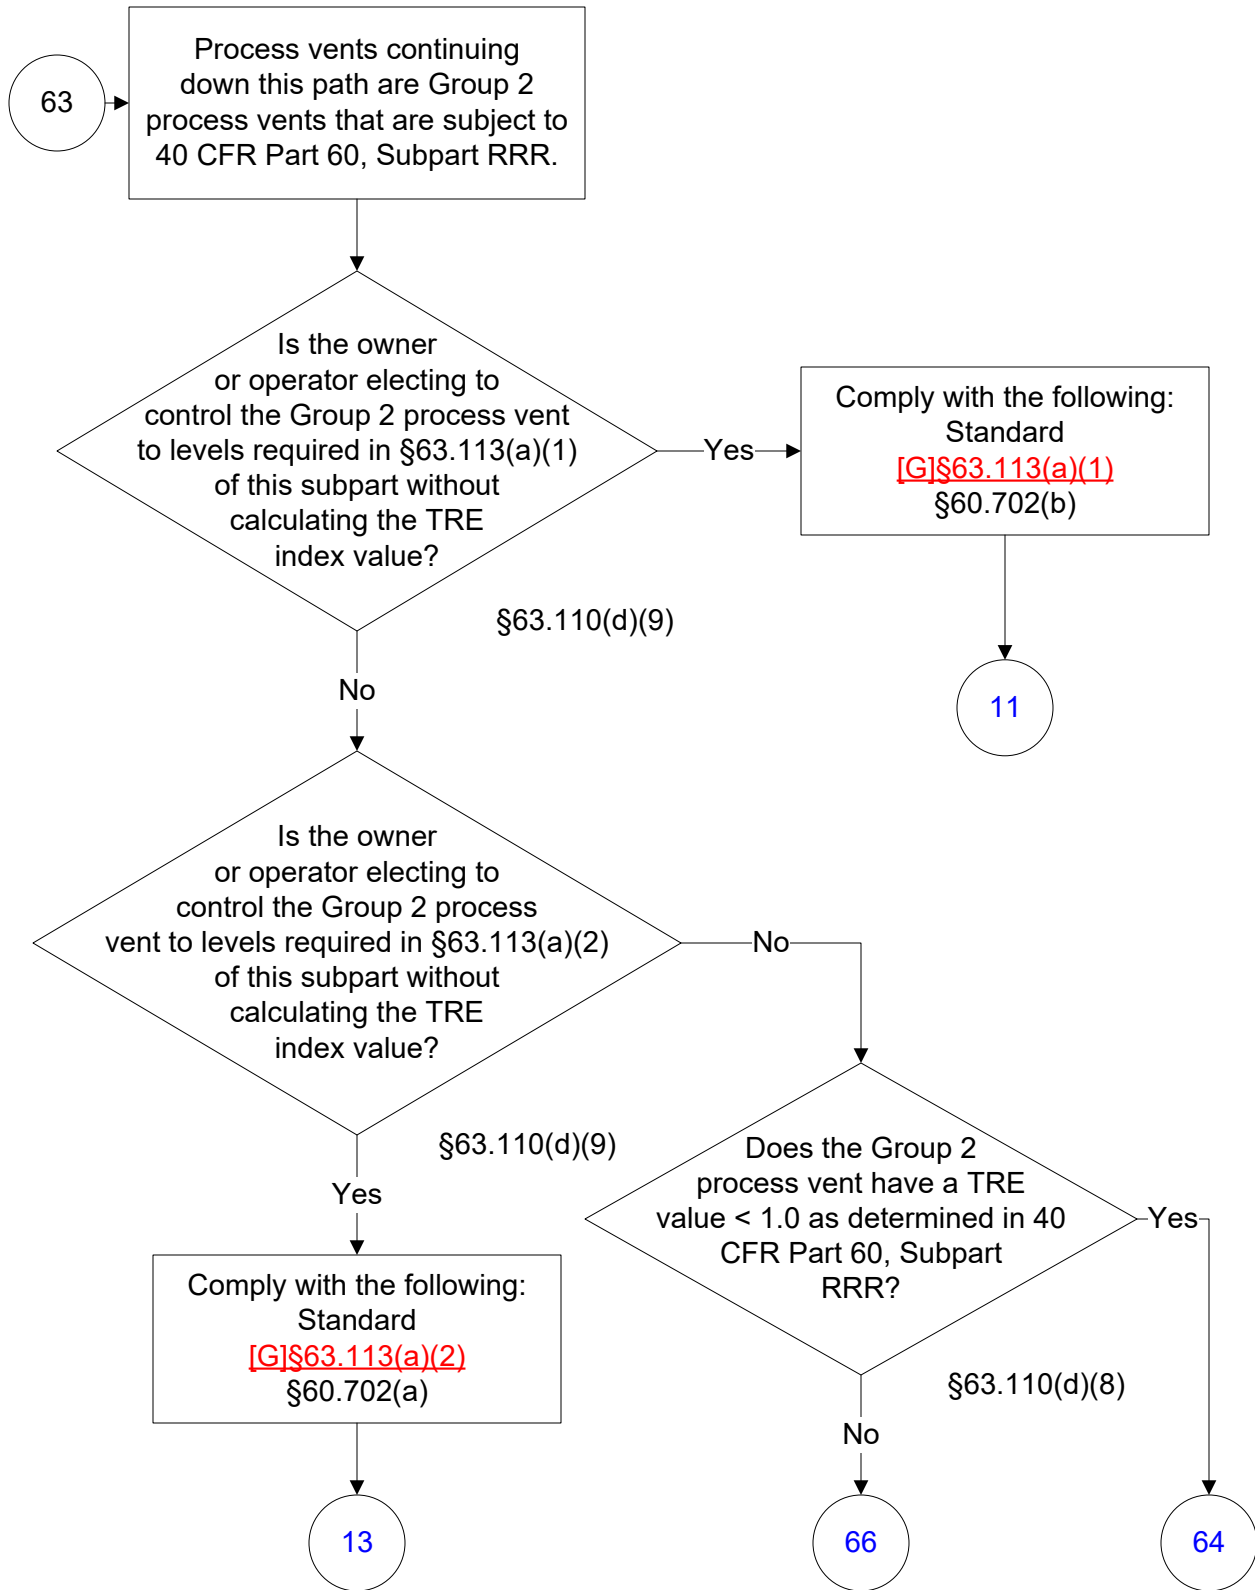 63
Process vents continuing
down this path are Group 2
process vents that are subject to
40 CFR Part 60, Subpart RRR.
Is the owner
or operator electing to
control the Group 2 process vent
to levels required in §63.113(a)(1)
of this subpart without
calculating the TRE
index value?
Yes
Comply with the following:
Standard
[G]§63.113(a)(1)
§60.702(b)
§63.110(d)(9)
No
11
Is the owner
or operator electing to
control the Group 2 process
vent to levels required in §63.113(a)(2)
of this subpart without
calculating the TRE
index value?
No
§63.110(d)(9)
Yes
Does the Group 2
process vent have a TRE
value < 1.0 as determined in 40
CFR Part 60, Subpart
RRR?
Yes
Comply with the following:
Standard
[G]§63.113(a)(2)
§60.702(a)
§63.110(d)(8)
No
13
66
64